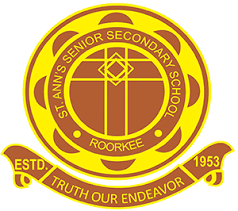 ST. ANN'S SENIOR SECONDARY SCHOOL
ROORKEE
ESTD. 1953
TRUTH OUR ENDEAVOR